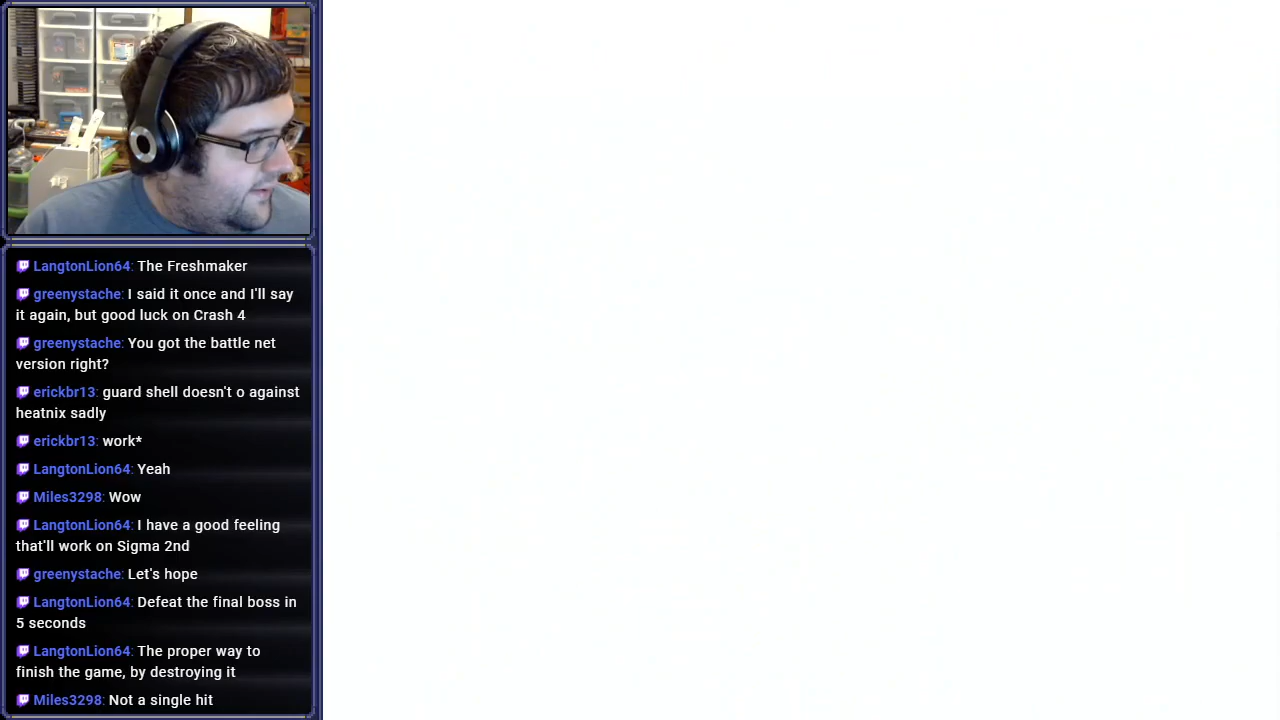 LangtonLion64: The Freshmaker
greenystache: I said it once and I'll say
it again, but good luck on Crash 4
greenystache: You got the battle net
version right?
erickbr13: guard shell doesn't o against
heatnix sadly
erickbr13: work*
LangtonLion64: Yeah
Miles3298: Wow
LangtonLion64: I have a good feeling
that'll work on Sigma 2nd
greenystache: Let's hope
LangtonLion64: Defeat the final boss in
5 seconds
LangtonLion64: The proper way to
finish the game, by destroying it
Miles3298: Not a single hit